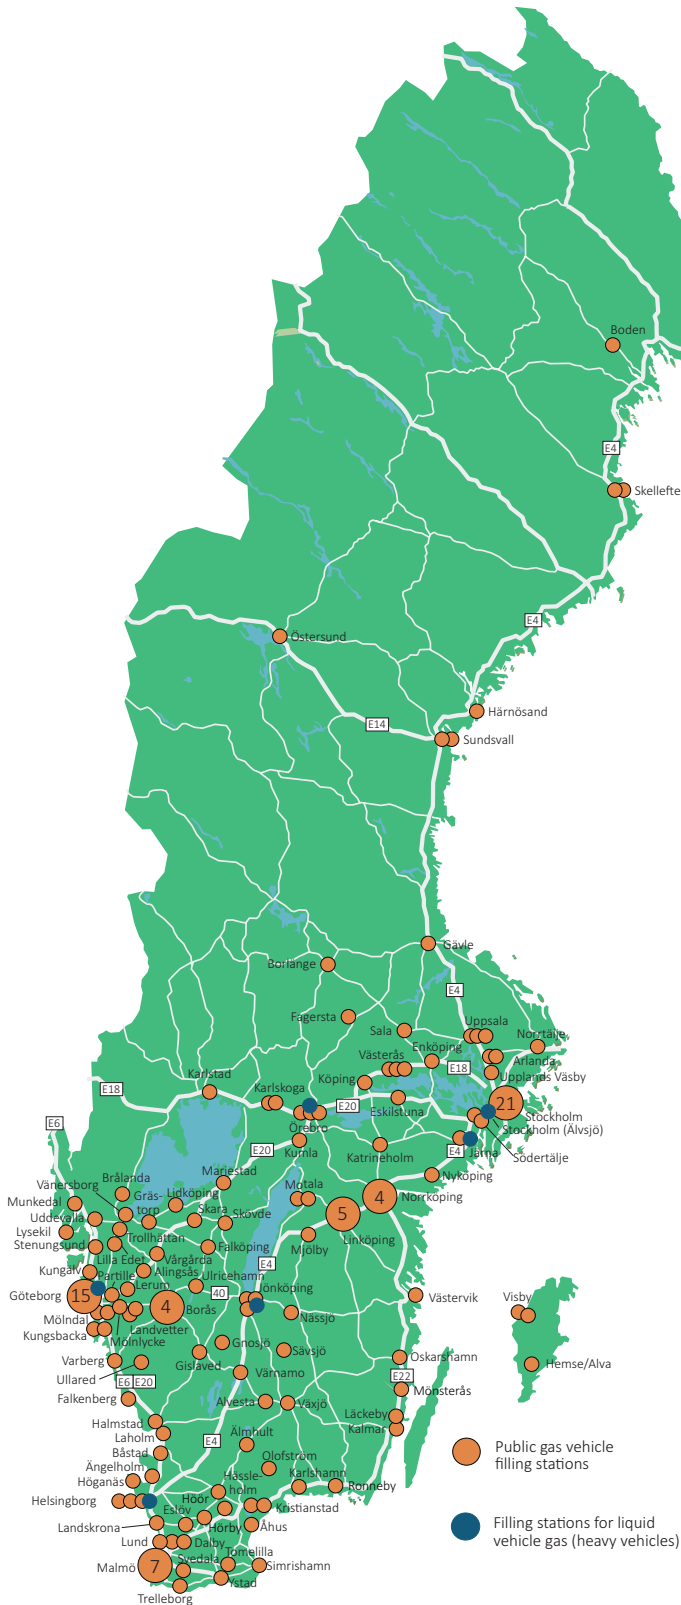 Boden
E4
Skellefte
E4
Östersund
Härnösand
E14
Sundsvall
Gävle
Borlänge
E4
Fagersta
Uppsala
Sala
Norrtälje
Enköping
Västerås
Arlanda
E18
Köping
Upplands Väsby
Karlstad
E18
Karlskoga
E20
Eskilstuna
21
Stockholm
E6
Örebro
Stockholm (Älvsjö)
E20
Kumla
E4
Järna
Katrineholm
Södertälje
Mariestad
Nyköping
Brålanda
Vänersborg
Motala
4
Norrköping
Munkedal
Gräs-
torp
Lidköping
Uddevalla
Skara
Skövde
5
Lysekil
Trollhättan
Linköping
Stenungsund
Falköping
Mjölby
Lilla Edet
Vårgårda
E4
Kungälv
Alingsås
Partille
Ulricehamn
Lerum
40
Jönköping
Göteborg
15
Västervik
Visby
4
Borås
Mölndal
Landvetter
Nässjö
Kungsbacka
Mölnlycke
Gnosjö
Sävsjö
Varberg
Oskarshamn
Hemse/Alva
Gislaved
Ullared
Värnamo
E22
E6
E20
Mönsterås
Falkenberg
Alvesta
Växjö
Halmstad
Läckeby
Laholm
Kalmar
E4
Älmhult
Båstad
Public gas vehicle
filling stations
Ängelholm
Olofström
Höganäs
Hässle-
holm
Karlshamn
Ronneby
Helsingborg
Höör
Kristianstad
Eslöv
Filling stations for liquid
vehicle gas (heavy vehicles)
Landskrona
Hörby
Åhus
Lund
Dalby
Tomelilla
Malmö
7
Svedala
Simrishamn
Ystad
Trelleborg